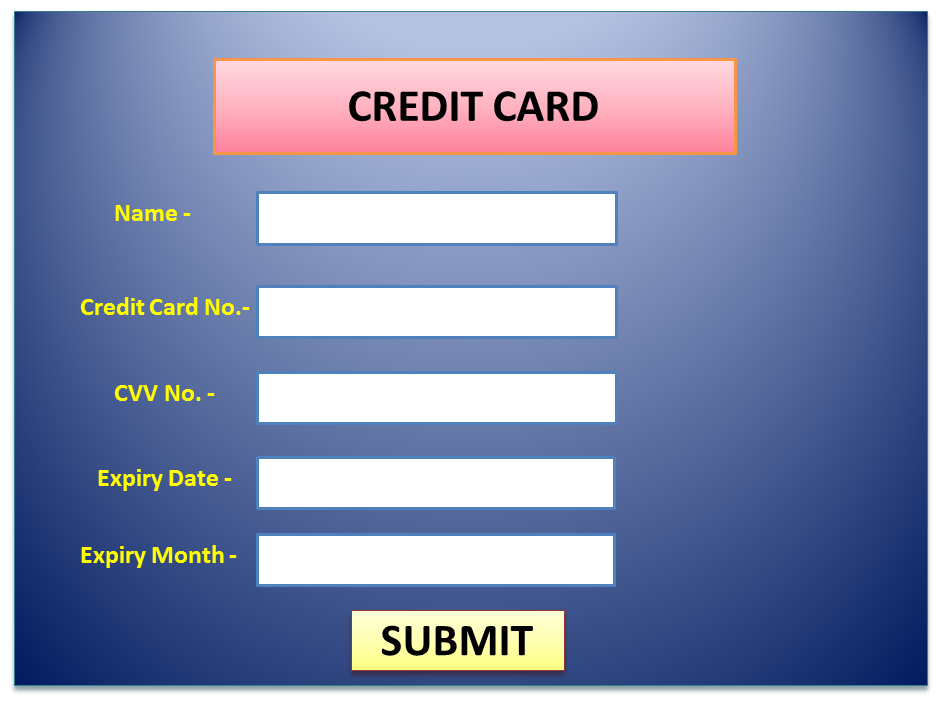 CREDIT CARD
Name -
Credit Card No.-
CVV No. -
Expiry Date -
Expiry Month -
SUBMIT